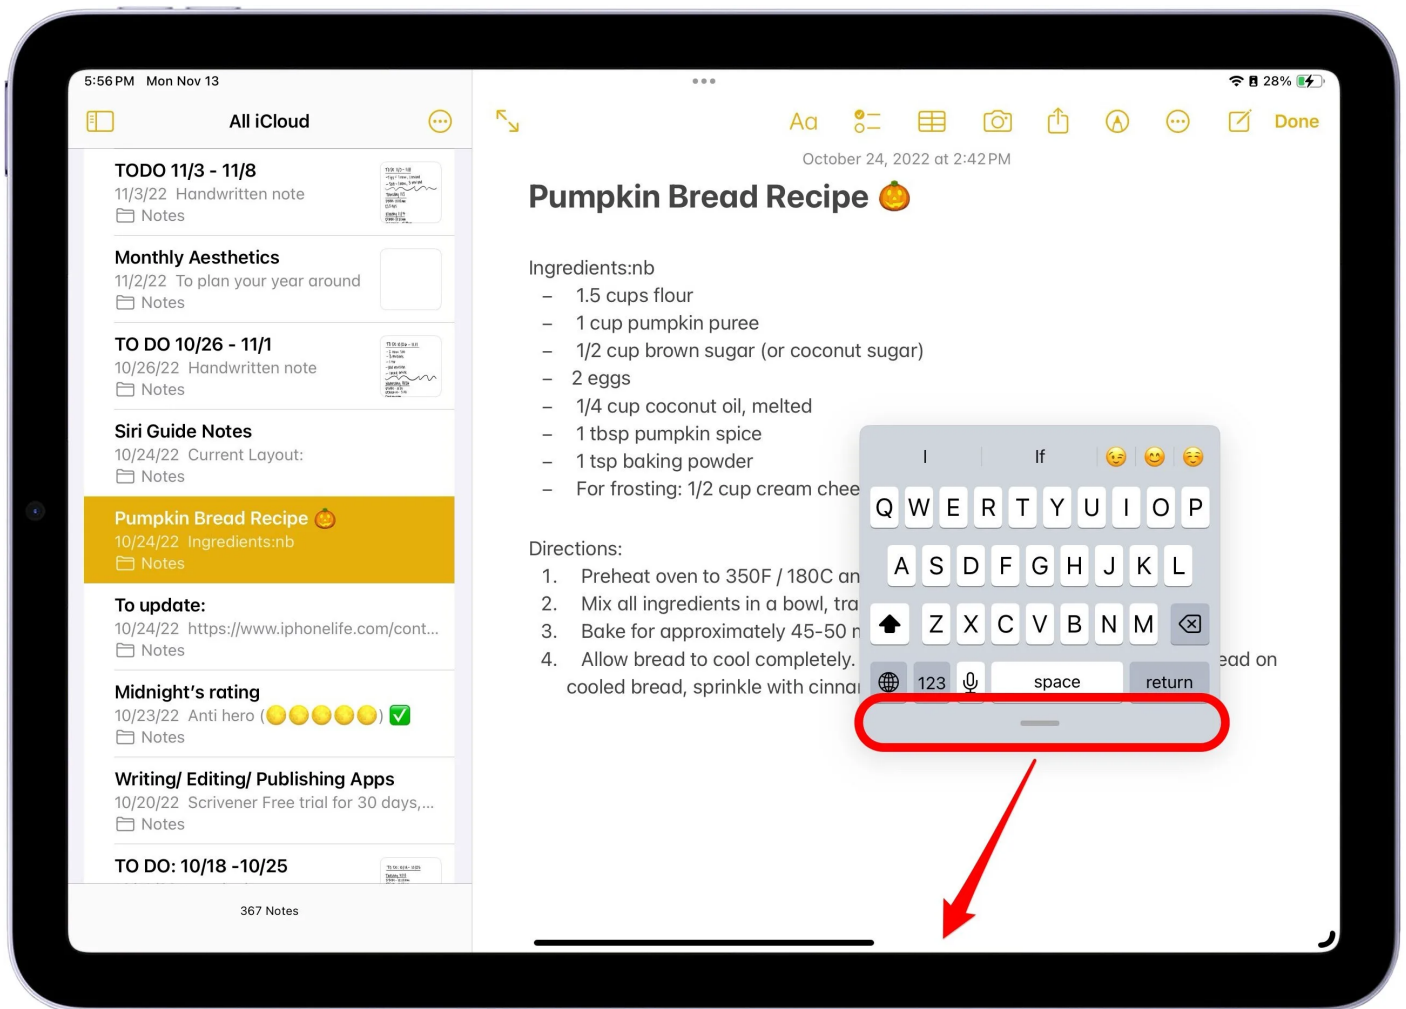 5:56 PM Mon Nov 13
28%
All iCloud
TODO 11/3 - 11/8
11/3/22 Handwritten note
Notes
Monthly Aesthetics
11/2/22 To plan your year around
Notes
TO DO 10/26 - 11/1
10/26/22 Handwritten note
Notes
Siri Guide Notes
10/24/22 Current Layout:
Notes
Pumpkin Bread Recipe 🎃
10/24/22 Ingredients:nb
Notes
To update:
10/24/22 https://www.iphonelife.com/cont...
Notes
Midnight's rating
10/23/22 Anti hero (🌕🌕🌕🌕🌕) ✅
Notes
Writing/ Editing/ Publishing Apps
10/20/22 Scrivener Free trial for 30 days,...
Notes
TO DO: 10/18 -10/25
367 Notes
Aa
Done
October 24, 2022 at 2:42 PM
Pumpkin Bread Recipe 🎃
Ingredients:nb
– 1.5 cups flour
– 1 cup pumpkin puree
– 1/2 cup brown sugar (or coconut sugar)
– 2 eggs
– 1/4 cup coconut oil, melted
– 1 tbsp pumpkin spice
– 1 tsp baking powder
– For frosting: 1/2 cup cream chee
Directions:
1. Preheat oven to 350F / 180C an
2. Mix all ingredients in a bowl, tra
3. Bake for approximately 45-50 m
4. Allow bread to cool completely. ead on
cooled bread, sprinkle with cinnar
I If 😉 😊 ☺️
Q W E R T Y U I O P
A S D F G H J K L
Z X C V B N M
123 space return